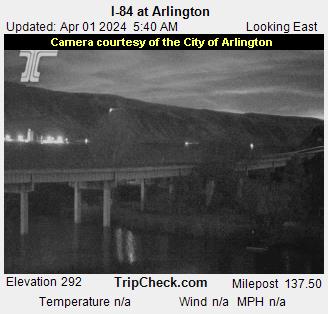 I-84 at Arlington
Updated: Apr 01 2024 5:40 AM Looking East
Camera courtesy of the City of Arlington
Elevation 292 TripCheck.com Milepost 137.50
Temperature n/a Wind n/a MPH n/a